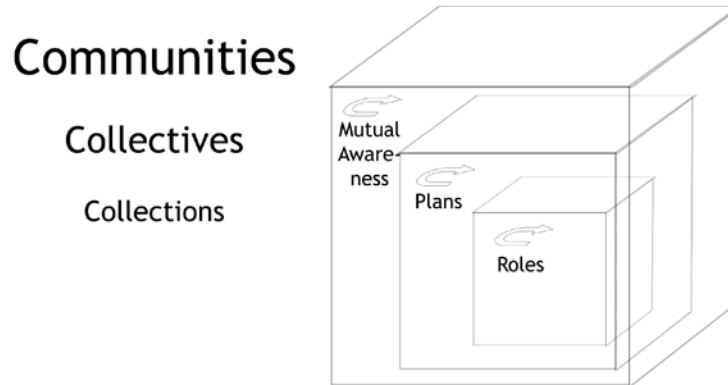 Communities
Collectives
Collections
Mutual
Aware-
ness
Plans
Roles